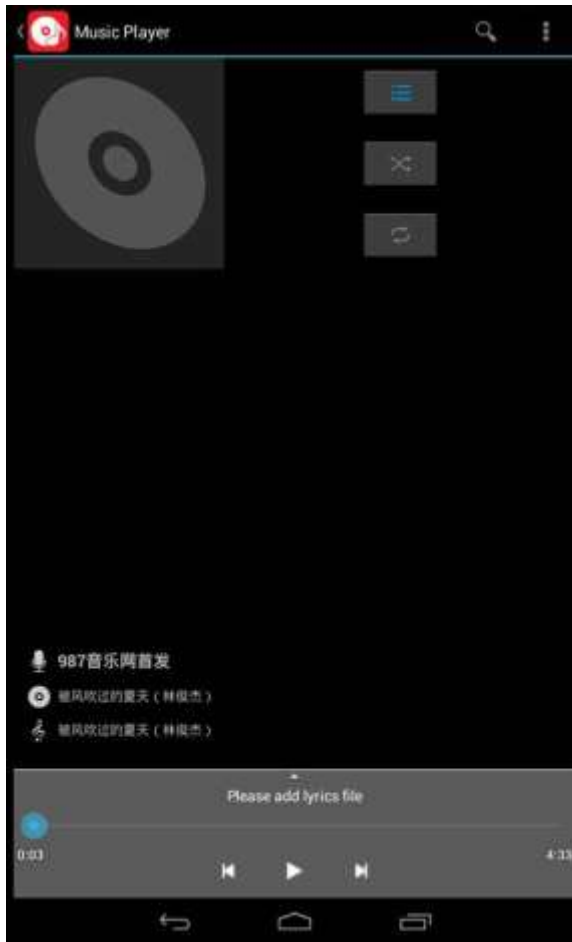 Music Player
987音乐网首发
被风吹过的夏天（林俊杰）
被风吹过的夏天（林俊杰）
Please add lyrics file
0:03
4:33